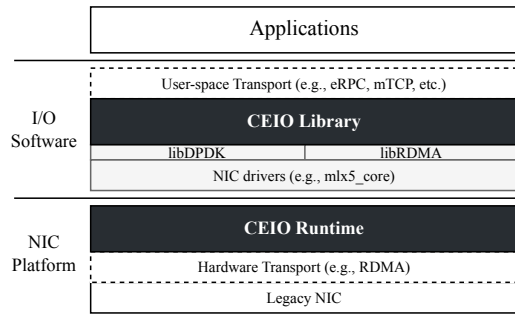 Applications
User-space Transport (e.g., eRPC, mTCP, etc.)
I/O
Software
CEIO Library
libDPDK
libRDMA
NIC drivers (e.g., mlx5_core)
NIC
Platform
CEIO Runtime
Hardware Transport (e.g., RDMA)
Legacy NIC